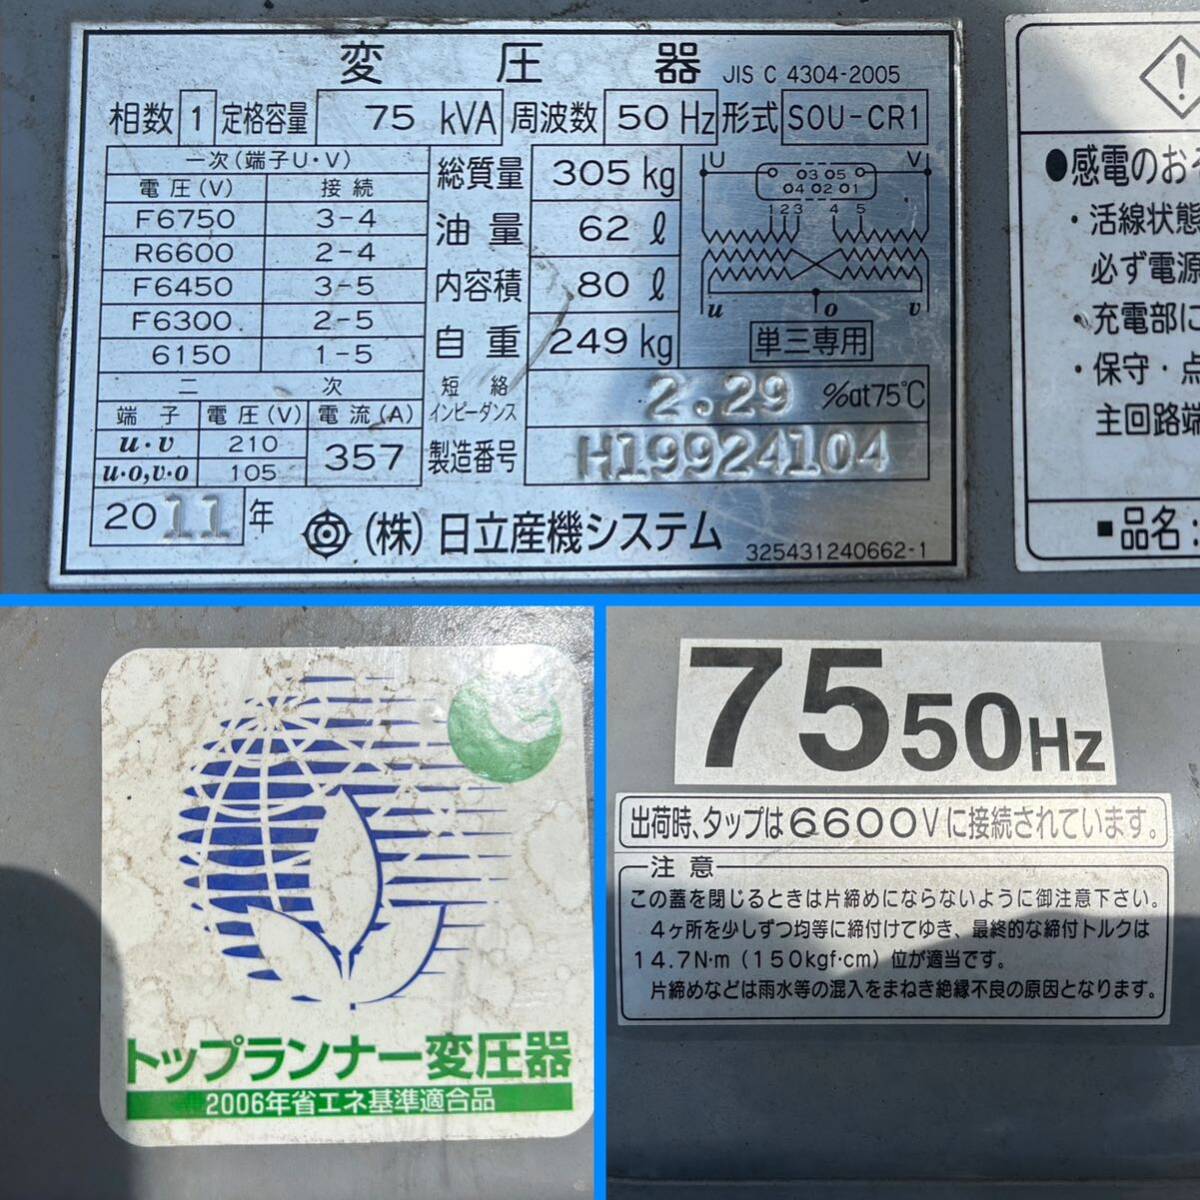 変圧器 JIS C 4304-2005
相数 1 定格容量 75 kVA 周波数 50 Hz 形式 SOU-CR1
一次(端子U・V)
電圧(V) 接続
F6750 3-4
R6600 2-4
F6450 3-5
F6300 2-5
6150 1-5
二次
端子 電圧(V) 電流(A)
u・v 210 357
u・o,v・o 105
総質量 305 kg
油量 62 ℓ
内容積 80 ℓ
自重 249 kg
短絡インピーダンス 2.29 %at75℃
製造番号 H19924104
U V
3 5
4 2 1
1 2 3 4 5
u o v
単三専用
2011年 (株)日立産機システム 325431240662-1
●感電のおそ
・活線状態
必ず電源
・充電部に
・保守・点
主回路端
■品名:
トップランナー変圧器
2006年省エネ基準適合品
75 50Hz
出荷時、タップは6600Vに接続されています。
注意
この蓋を閉じるときは片締めにならないように御注意下さい。
4ヶ所を少しずつ均等に締付けてゆき、最終的な締付トルクは
14.7N・m(150kgf・cm)位が適当です。
片締めなどは雨水等の混入をまねき絶縁不良の原因となります。